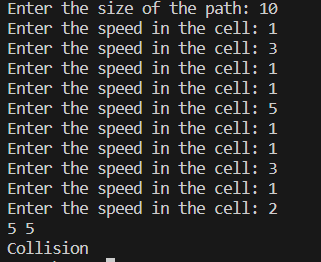 Enter the size of the path: 10
Enter the speed in the cell: 1
Enter the speed in the cell: 3
Enter the speed in the cell: 1
Enter the speed in the cell: 1
Enter the speed in the cell: 5
Enter the speed in the cell: 1
Enter the speed in the cell: 1
Enter the speed in the cell: 3
Enter the speed in the cell: 1
Enter the speed in the cell: 2
5 5
Collision